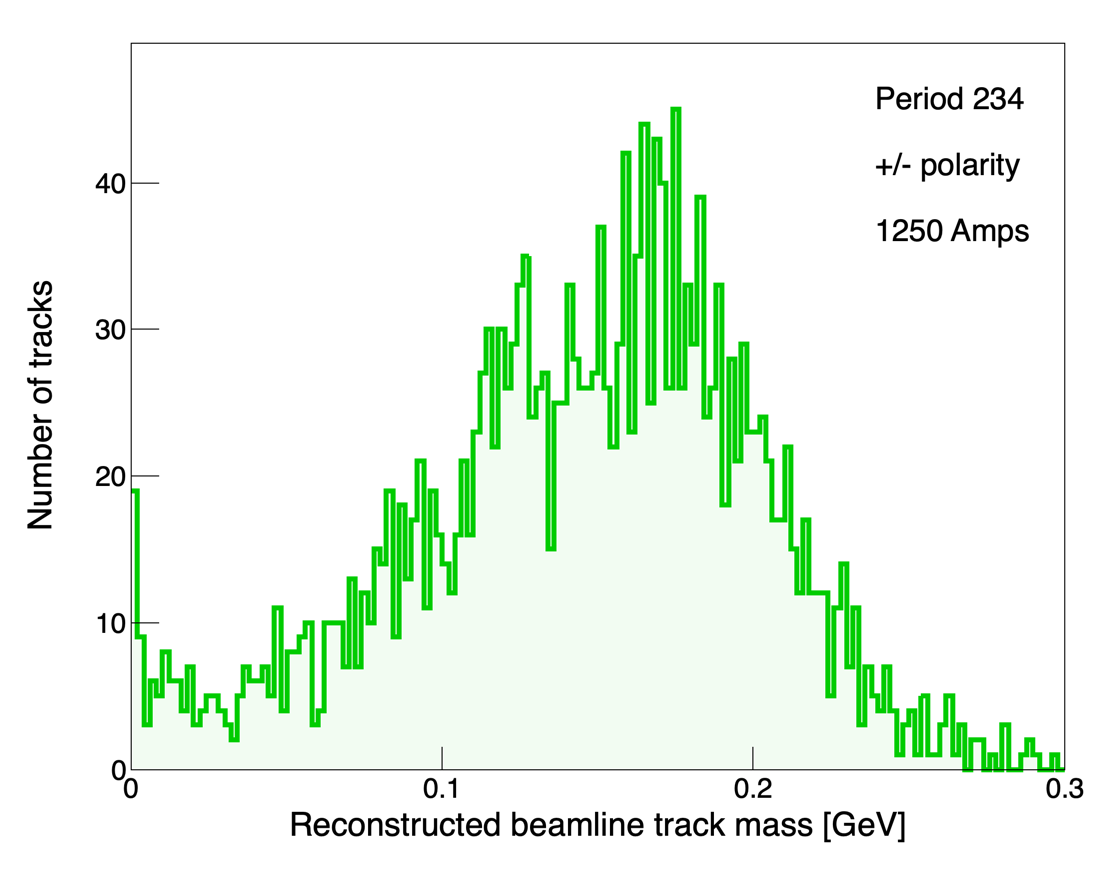 Period 234
+/- polarity
1250 Amps
Number of tracks
40
30
20
10
0
0 0.1 0.2 0.3
Reconstructed beamline track mass [GeV]